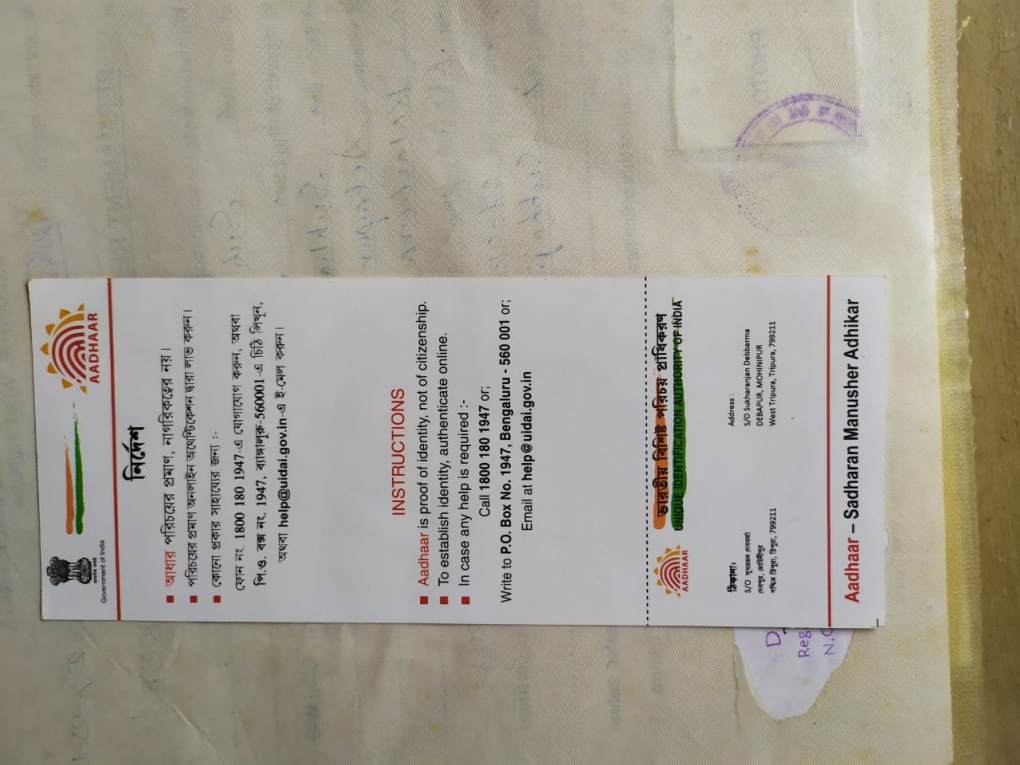 Government of India
AADHAAR
নির্দেশ
আধার পরিচয়ের প্রমাণ, নাগরিকত্বের নয়।
পরিচয়ের প্রমাণ অনলাইন অথেন্টিকেশন দ্বারা লাভ করুন।
কোনো প্রকার সাহায্যের জন্য :-
ফোন নং. 1800 180 1947-এ যোগাযোগ করুন, অথবা
পি.ও. বক্স নং. 1947, ব্যাঙ্গালুরু-560001-এ চিঠি লিখুন,
অথবা help@uidai.gov.in-এ ই-মেল করুন।
INSTRUCTIONS
Aadhaar is proof of identity, not of citizenship.
To establish identity, authenticate online.
In case any help is required :-
Call 1800 180 1947 or;
Write to P.O. Box No. 1947, Bengaluru - 560 001 or;
Email at help@uidai.gov.in
AADHAAR
ভারতীয় বিশিষ্ট পরিচয় প্রাধিকরণ
UNIQUE IDENTIFICATION AUTHORITY OF INDIA
ঠিকানা:
S/O
799211
Address :
S/O Sukharanjan Debbarma
DEBAPUR, MOHINIPUR
West Tripura, Tripura, 799211
Aadhaar – Sadharan Manusher Adhikar
Reg